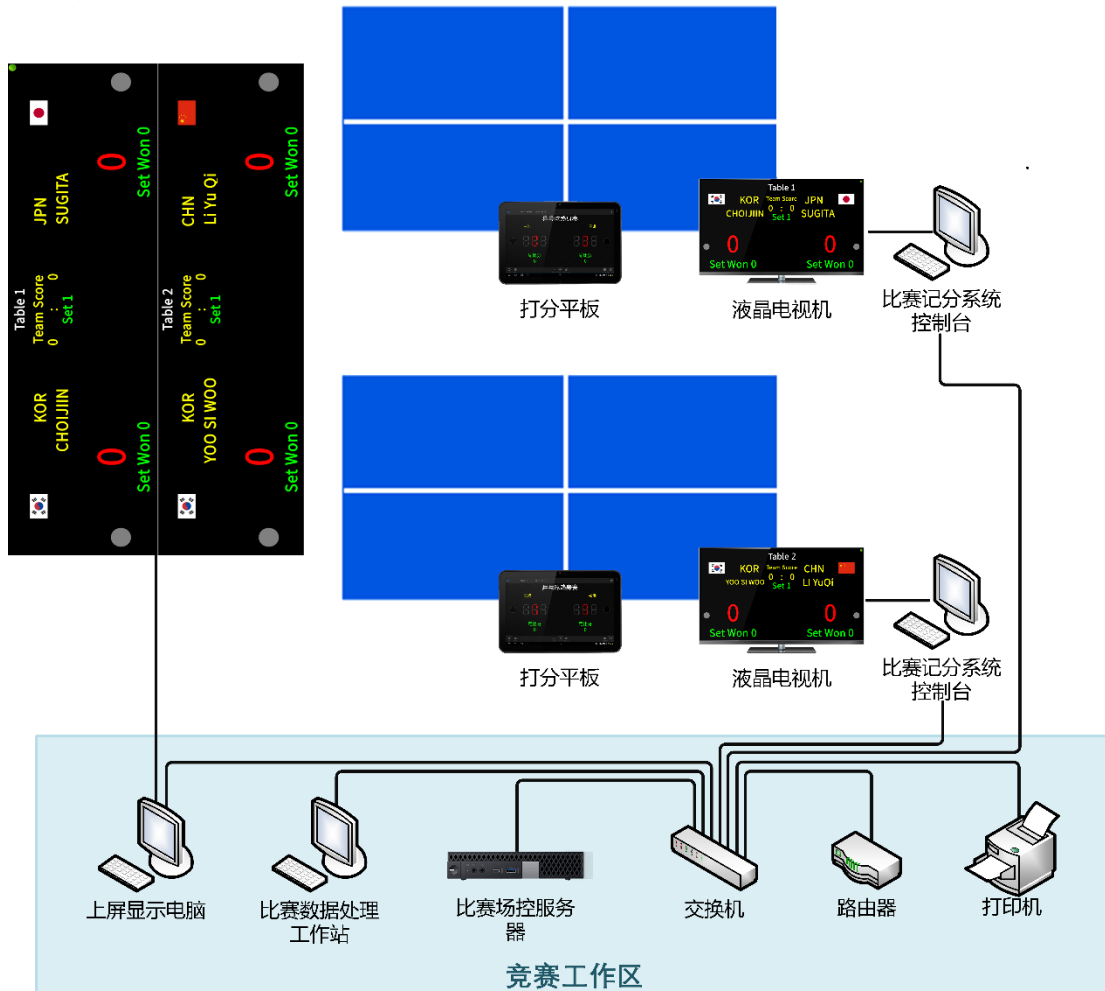 Table 1
KOR
CHOIJIIN
Team Score
0 : 0
Set 1
JPN
SUGITA
0
Set Won 0
0
Set Won 0
Table 2
KOR
YOO SI WOO
Team Score
0 : 0
Set 1
CHN
Li Yu Qi
0
Set Won 0
0
Set Won 0
打分平板
Table 1
KOR Team Score JPN
CHOIJIIN 0 : 0 SUGITA
Set 1
0 0
Set Won 0 Set Won 0
液晶电视机
比赛记分系统
控制台
打分平板
Table 2
KOR Team Score CHN
YOO SI WOO 0 : 0 LI YuQi
Set 1
0 0
Set Won 0 Set Won 0
液晶电视机
比赛记分系统
控制台
上屏显示电脑
比赛数据处理
工作站
比赛场控服务
器
交换机
路由器
打印机
竞赛工作区